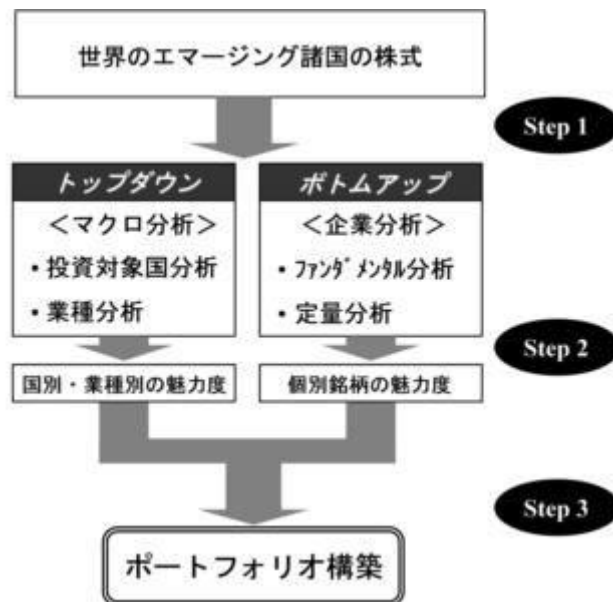 世界のエマージング諸国の株式
Step 1
トップダウン
<マクロ分析>
・投資対象国分析
・業種分析
ボトムアップ
<企業分析>
・ファンダメンタル分析
・定量分析
Step 2
国別・業種別の魅力度
個別銘柄の魅力度
Step 3
ポートフォリオ構築